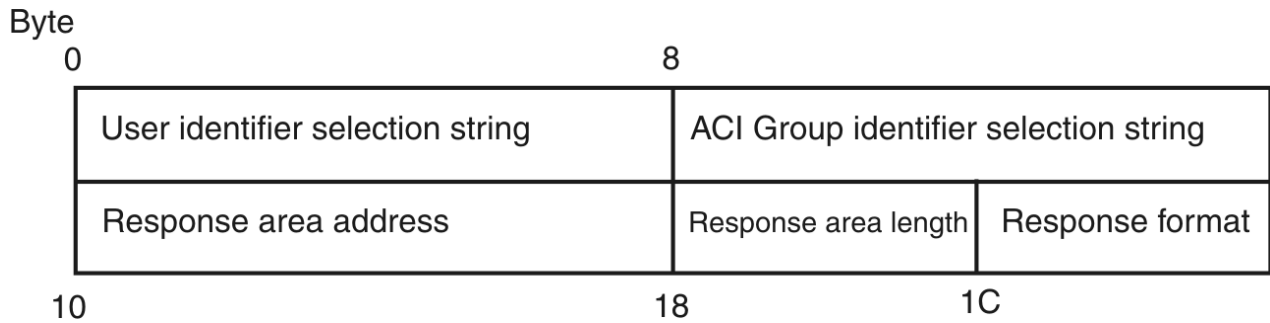 Byte
0 8
User identifier selection string ACI Group identifier selection string
Response area address Response area length Response format
10 18 1C